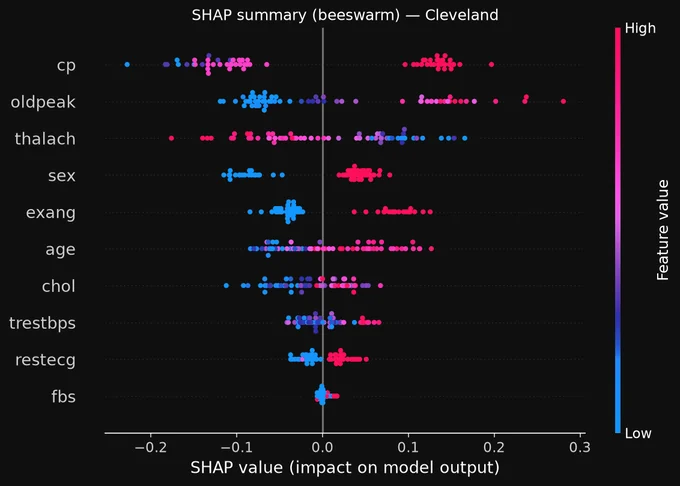 SHAP summary (beeswarm) — Cleveland
High
cp
oldpeak
thalach
sex
exang
age
chol
trestbps
restecg
fbs
Feature value
Low
−0.2 −0.1 0.0 0.1 0.2 0.3
SHAP value (impact on model output)